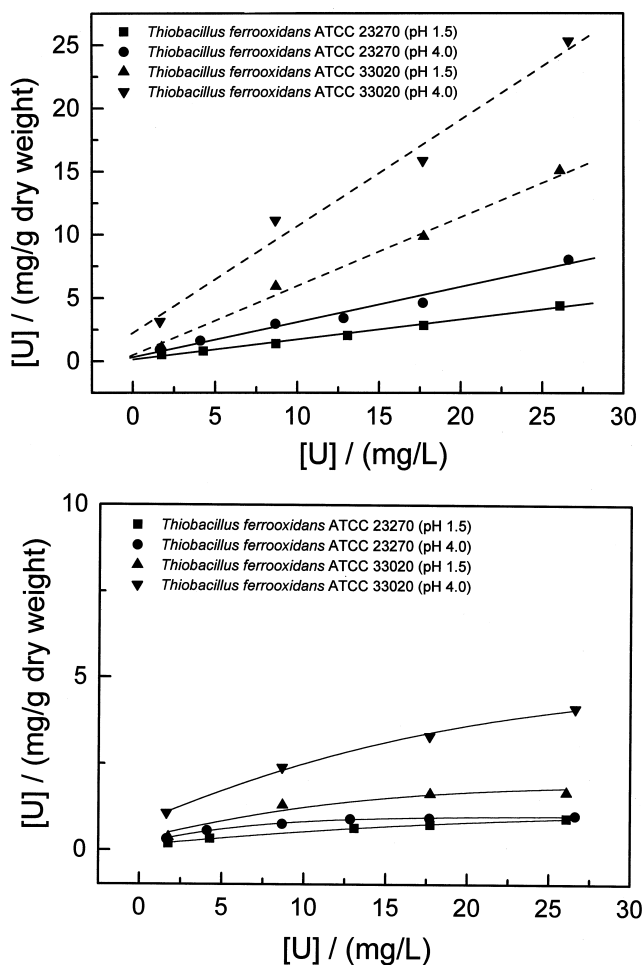 25
20
15
10
5
0
[U] / (mg/g dry weight)
Thiobacillus ferrooxidans ATCC 23270 (pH 1.5)
Thiobacillus ferrooxidans ATCC 23270 (pH 4.0)
Thiobacillus ferrooxidans ATCC 33020 (pH 1.5)
Thiobacillus ferrooxidans ATCC 33020 (pH 4.0)
0 5 10 15 20 25 30
[U] / (mg/L)
10
5
0
[U] / (mg/g dry weight)
Thiobacillus ferrooxidans ATCC 23270 (pH 1.5)
Thiobacillus ferrooxidans ATCC 23270 (pH 4.0)
Thiobacillus ferrooxidans ATCC 33020 (pH 1.5)
Thiobacillus ferrooxidans ATCC 33020 (pH 4.0)
0 5 10 15 20 25 30
[U] / (mg/L)